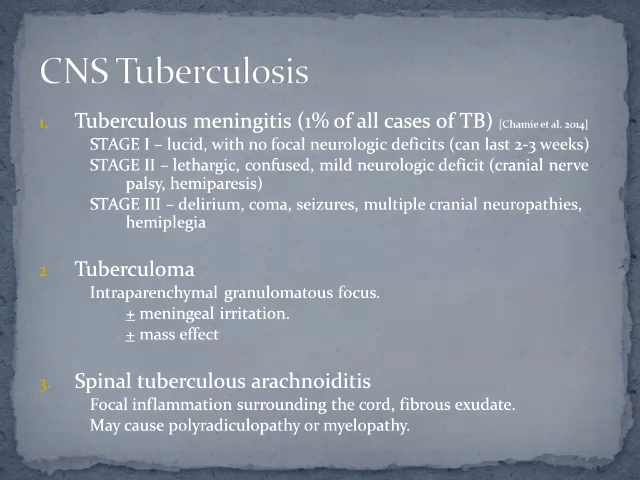 CNS Tuberculosis
1. Tuberculous meningitis (1% of all cases of TB) [Chamie et al. 2014]
STAGE I – lucid, with no focal neurologic deficits (can last 2-3 weeks)
STAGE II – lethargic, confused, mild neurologic deficit (cranial nerve
palsy, hemiparesis)
STAGE III – delirium, coma, seizures, multiple cranial neuropathies,
hemiplegia
2. Tuberculoma
Intraparenchymal granulomatous focus.
± meningeal irritation.
± mass effect
3. Spinal tuberculous arachnoiditis
Focal inflammation surrounding the cord, fibrous exudate.
May cause polyradiculopathy or myelopathy.